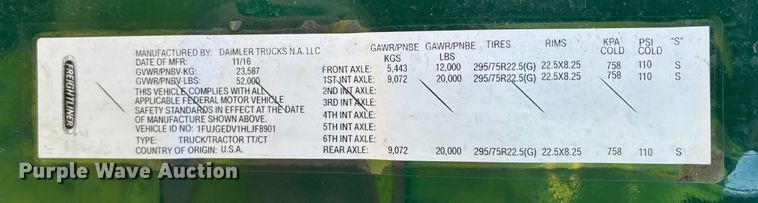 FREIGHTLINER
MANUFACTURED BY: DAIMLER TRUCKS N.A. LLC
DATE OF MFR: 11/16
GVWR/PNBV-KG: 23,587
GVWR/PNBV-LBS: 52,000
THIS VEHICLE COMPLIES WITH ALL
APPLICABLE FEDERAL MOTOR VEHICLE
SAFETY STANDARDS IN EFFECT AT THE DATE
OF MANUFACTURE SHOWN ABOVE.
VEHICLE ID NO: 1FUJGEDV1HLJF8901
TYPE: TRUCK/TRACTOR TT/CT
COUNTRY OF ORIGIN: U.S.A.
GAWR/PNBE KGS GAWR/PNBE LBS TIRES RIMS KPA COLD PSI COLD "S"
FRONT AXLE: 5,443 12,000 295/75R22.5(G) 22.5X8.25 758 110 S
1ST INT AXLE: 9,072 20,000 295/75R22.5(G) 22.5X8.25 758 110 S
2ND INT AXLE:
3RD INT AXLE:
4TH INT AXLE:
5TH INT AXLE:
6TH INT AXLE:
REAR AXLE: 9,072 20,000 295/75R22.5(G) 22.5X8.25 758 110 S
Purple Wave Auction